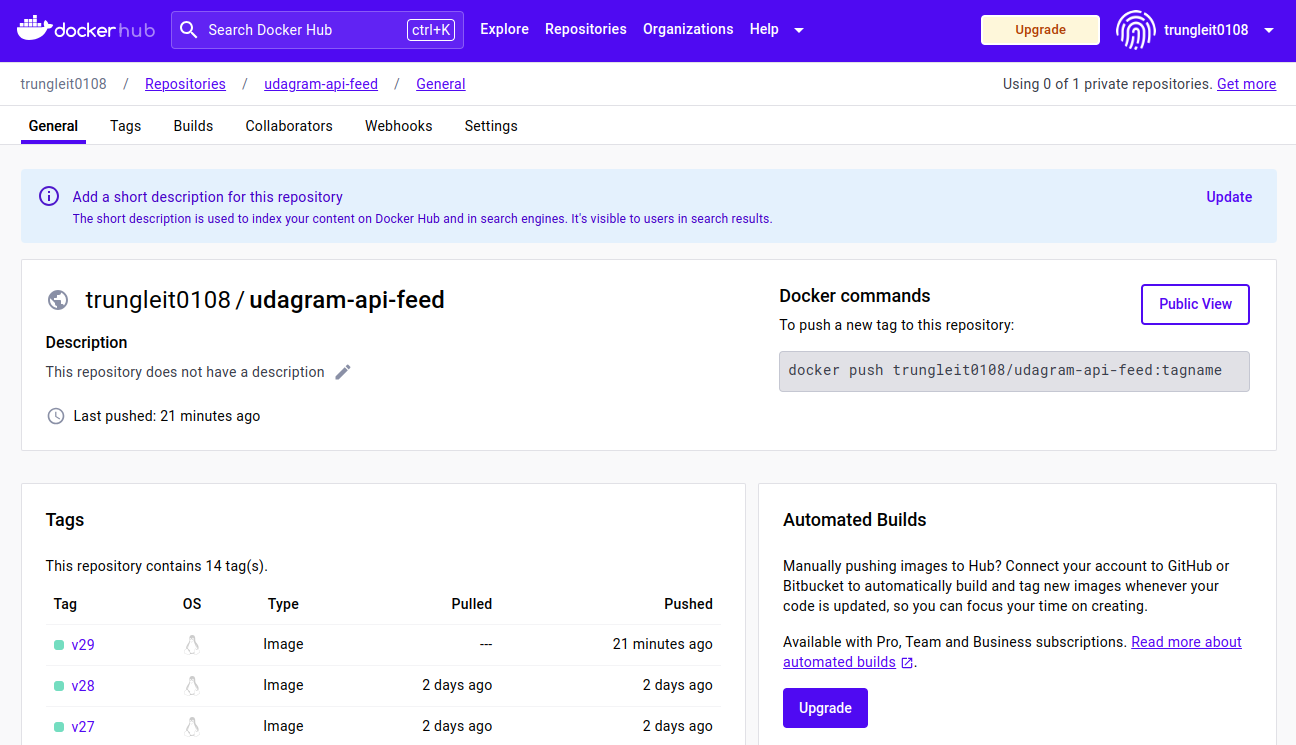 docker hub Search Docker Hub ctrl+K Explore Repositories Organizations Help Upgrade trungleit0108
trungleit0108 / Repositories / udagram-api-feed / General Using 0 of 1 private repositories. Get more
General Tags Builds Collaborators Webhooks Settings
Add a short description for this repository Update
The short description is used to index your content on Docker Hub and in search engines. It's visible to users in search results.
trungleit0108 / udagram-api-feed
Description
This repository does not have a description
Last pushed: 21 minutes ago
Docker commands
Public View
To push a new tag to this repository:
docker push trungleit0108/udagram-api-feed:tagname
Tags
This repository contains 14 tag(s).
Tag OS Type Pulled Pushed
v29 Image --- 21 minutes ago
v28 Image 2 days ago 2 days ago
v27 Image 2 days ago 2 days ago
Automated Builds
Manually pushing images to Hub? Connect your account to GitHub or
Bitbucket to automatically build and tag new images whenever your
code is updated, so you can focus your time on creating.
Available with Pro, Team and Business subscriptions. Read more about
automated builds .
Upgrade